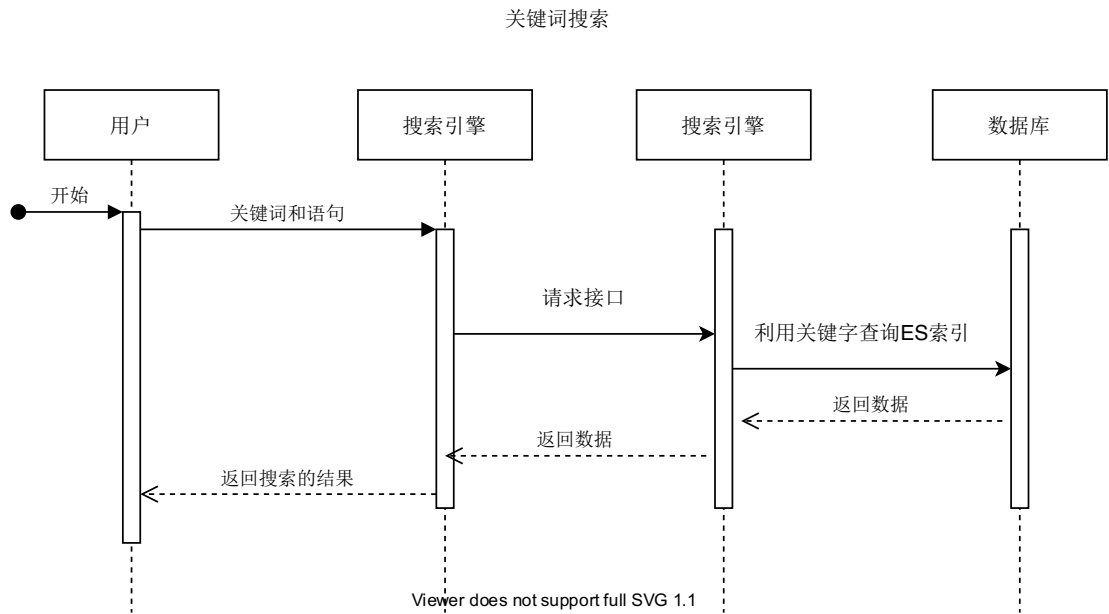 关键词搜索
用户
搜索引擎
搜索引擎
数据库
开始
关键词和语句
请求接口
利用关键字查询ES索引
返回数据
返回数据
返回搜索的结果
Viewer does not support full SVG 1.1